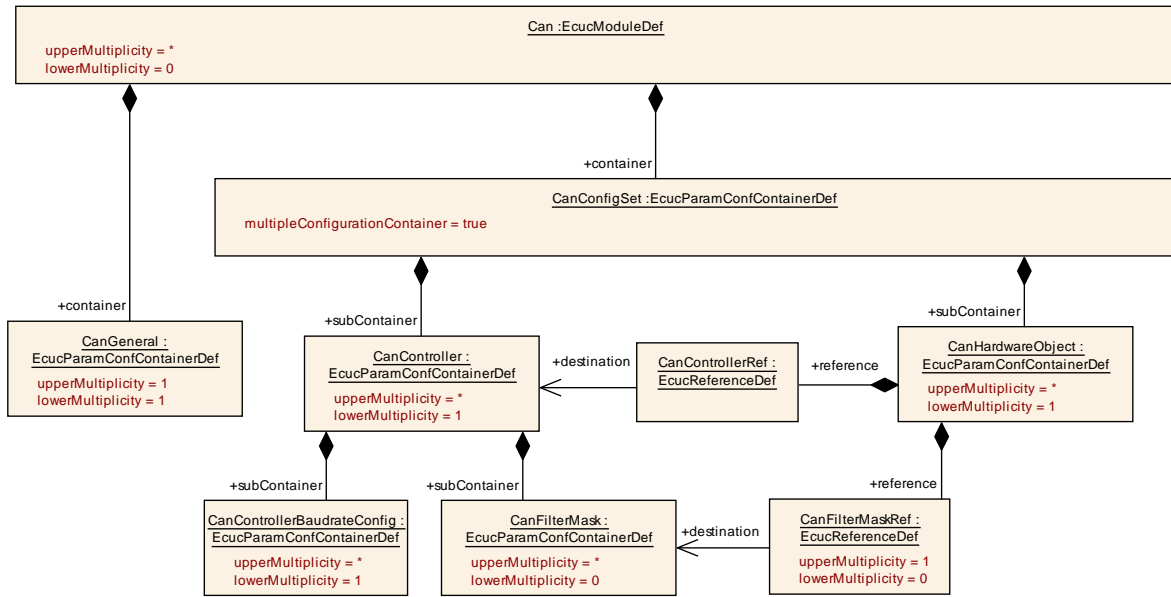 Can :EcucModuleDef
upperMultiplicity = *
lowerMultiplicity = 0
+container
CanConfigSet :EcucParamConfContainerDef
multipleConfigurationContainer = true
+container
+subContainer
+subContainer
CanGeneral :
EcucParamConfContainerDef
upperMultiplicity = 1
lowerMultiplicity = 1
CanController :
EcucParamConfContainerDef
upperMultiplicity = *
lowerMultiplicity = 1
+destination
CanControllerRef :
EcucReferenceDef
+reference
CanHardwareObject :
EcucParamConfContainerDef
upperMultiplicity = *
lowerMultiplicity = 1
+subContainer
+subContainer
+reference
CanControllerBaudrateConfig :
EcucParamConfContainerDef
upperMultiplicity = *
lowerMultiplicity = 1
CanFilterMask :
EcucParamConfContainerDef
upperMultiplicity = *
lowerMultiplicity = 0
+destination
CanFilterMaskRef :
EcucReferenceDef
upperMultiplicity = 1
lowerMultiplicity = 0